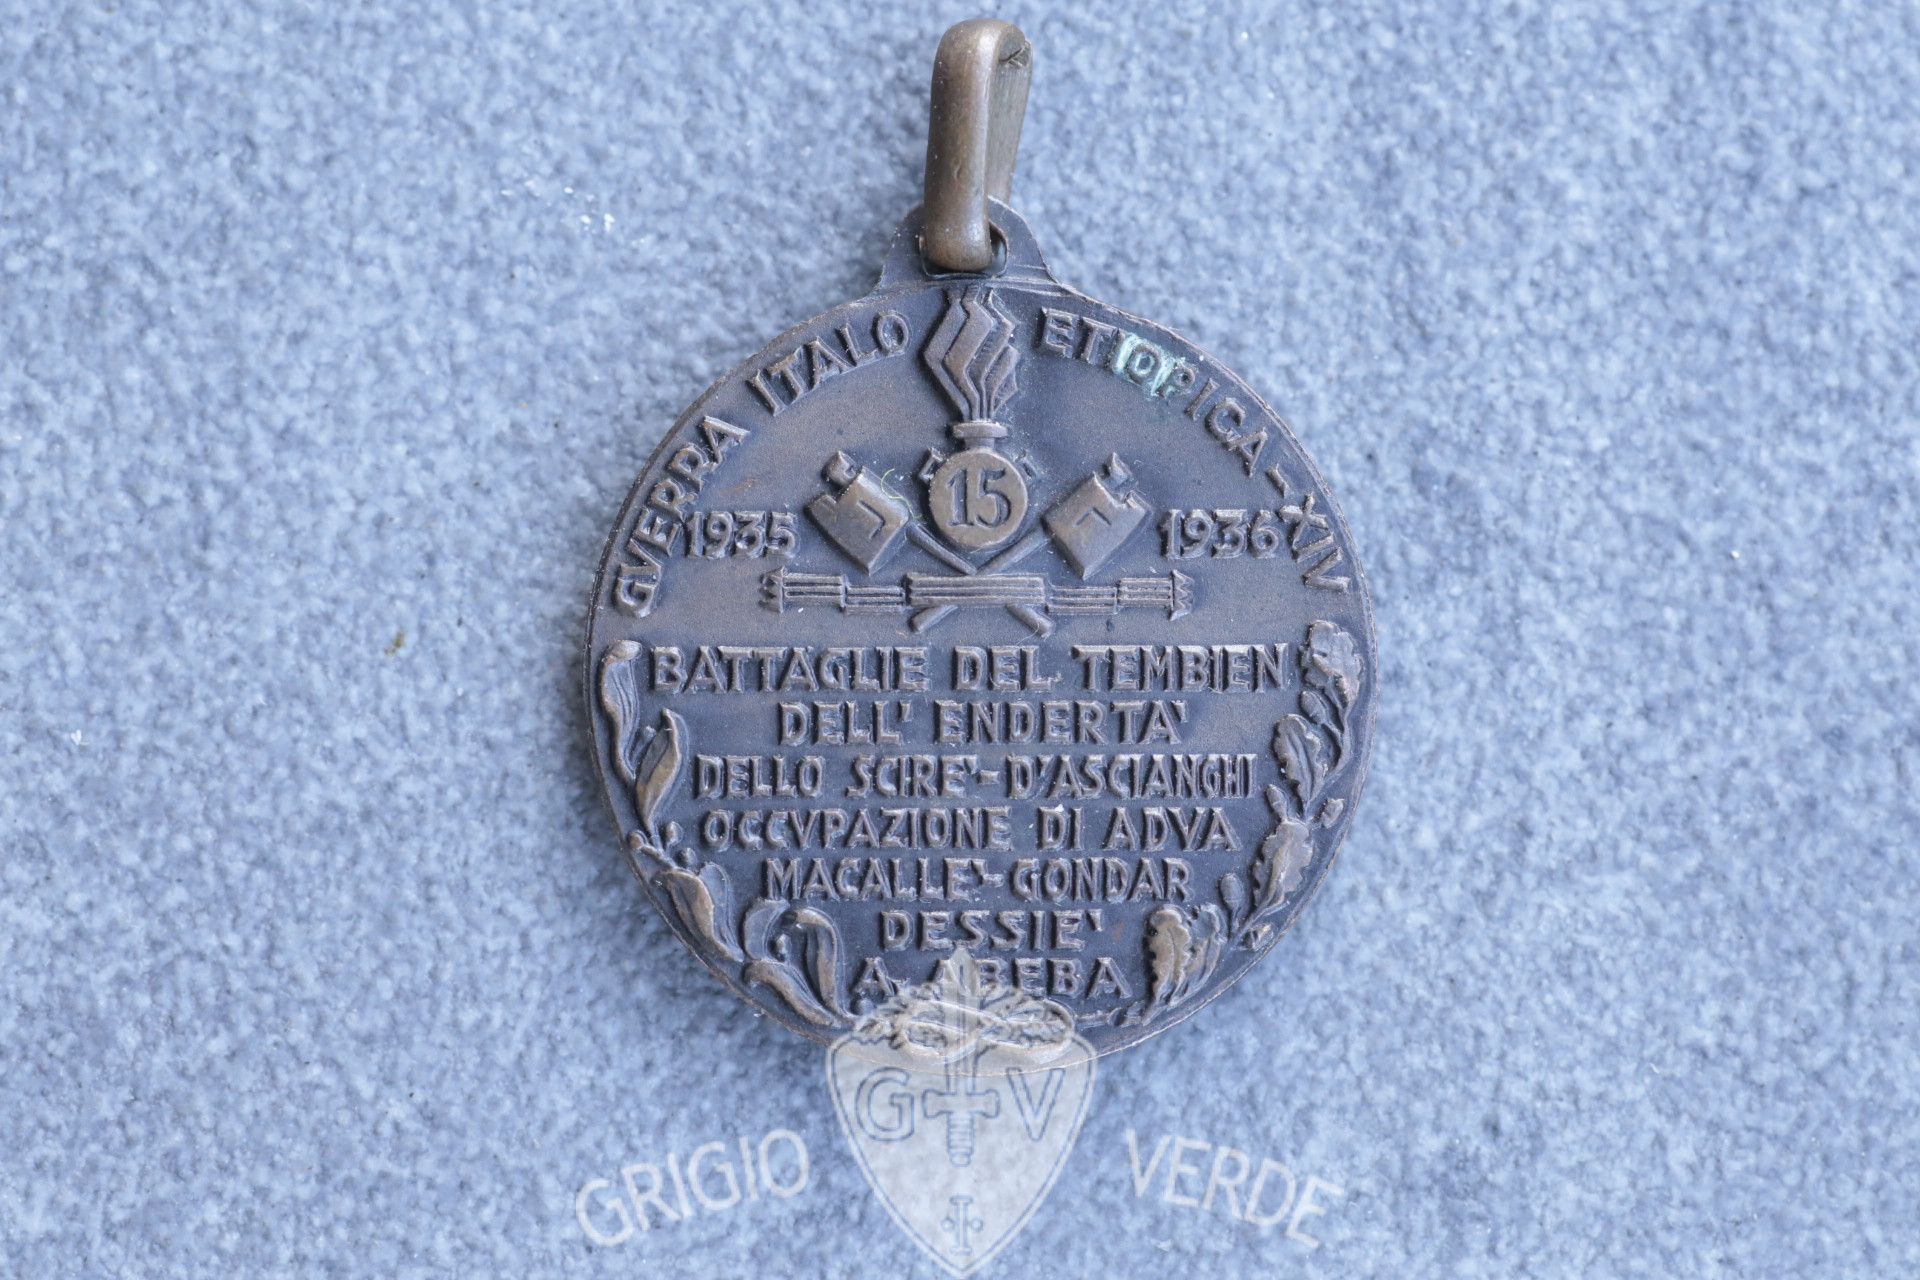 GVERRA ITALO ETIOPICA-XIV
15
1935 1936
BATTAGLIE DEL TEMBIEN
DELL' ENDERTA'
DELLO SCIRE'-D'ASCIANGHI
OCCVPAZIONE DI ADVA
MACALLE'-GONDAR
DESSIE'
A. ABEBA
G V
GRIGIO VERDE